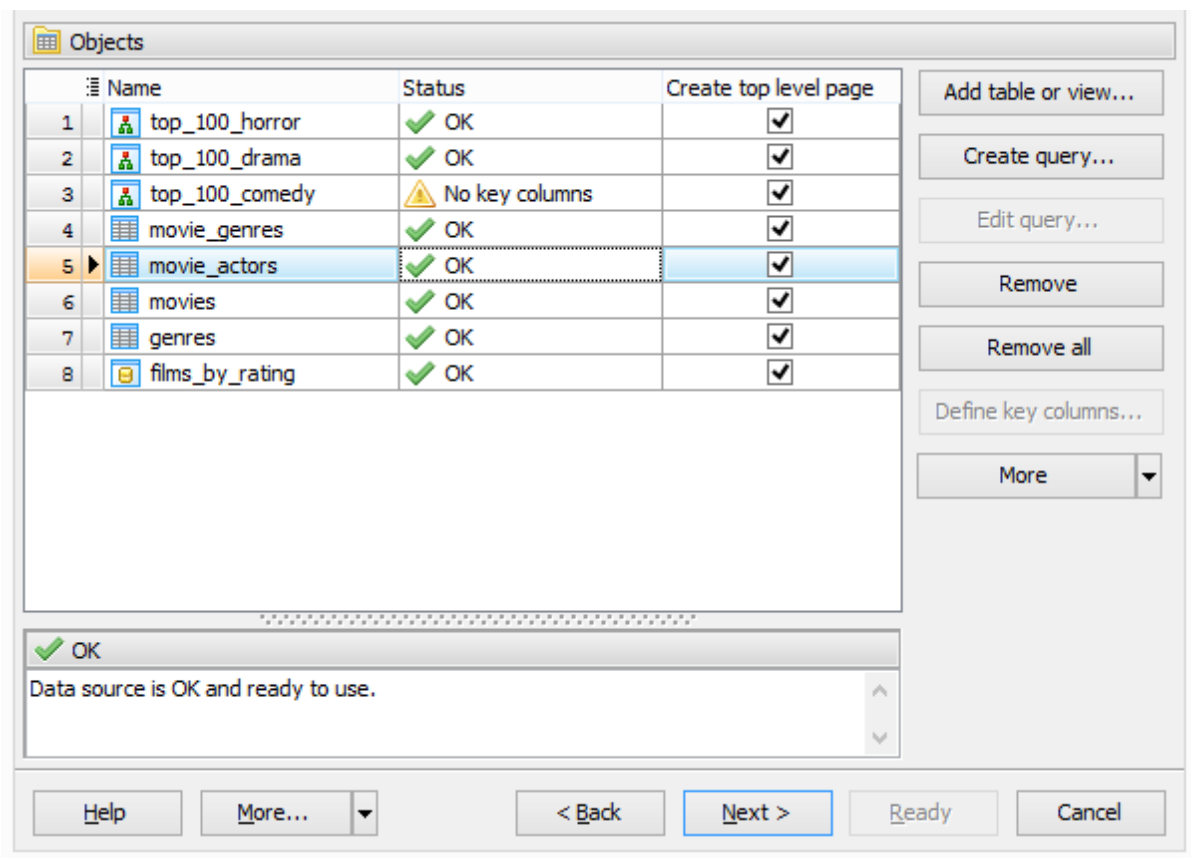 Objects
Name Status Create top level page
1 top_100_horror OK
2 top_100_drama OK
3 top_100_comedy No key columns
4 movie_genres OK
5 movie_actors OK
6 movies OK
7 genres OK
8 films_by_rating OK
Add table or view...
Create query...
Edit query...
Remove
Remove all
Define key columns...
More
OK
Data source is OK and ready to use.
Help More... < Back Next > Ready Cancel